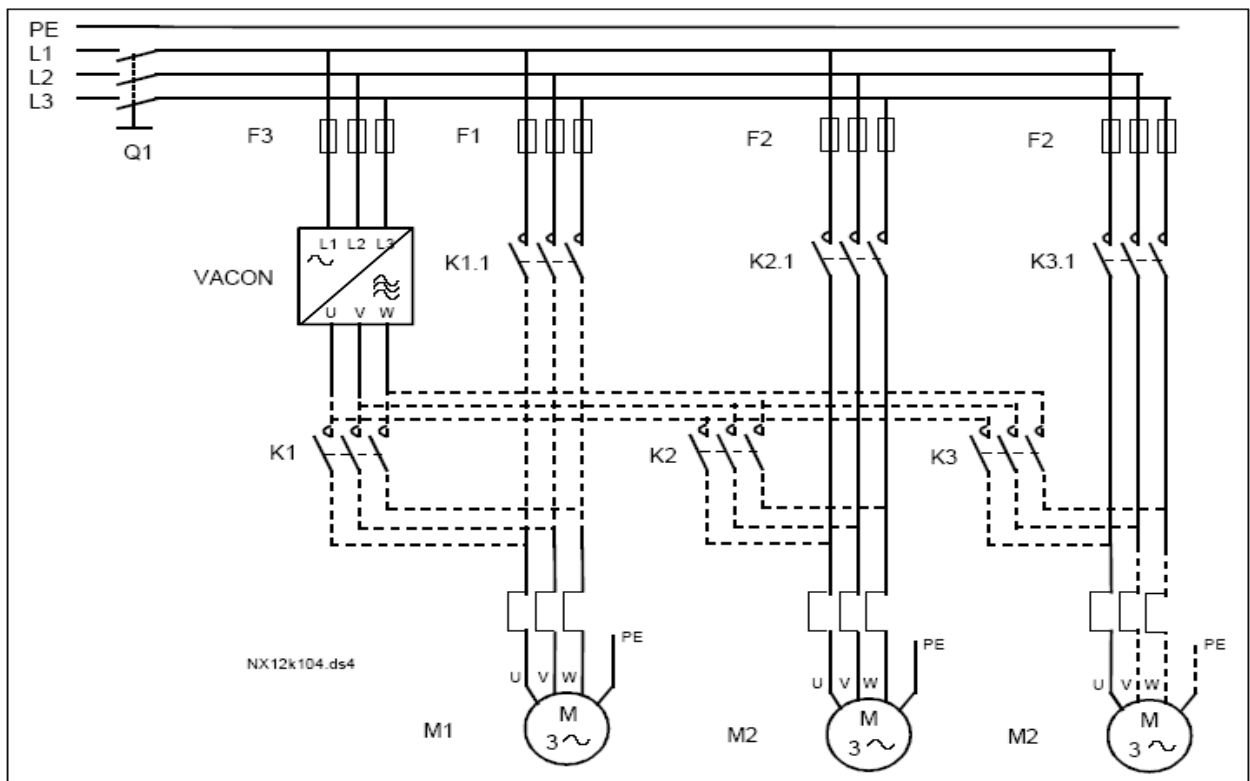 PE
L1
L2
L3
Q1
F3
F1
F2
F2
L1 L2 L3
VACON
U V W
K1.1
K2.1
K3.1
K1
K2
K3
NX12k104.ds4
PE
PE
PE
U V W
U V W
U V W
M1
M
3
M2
M
3
M2
M
3